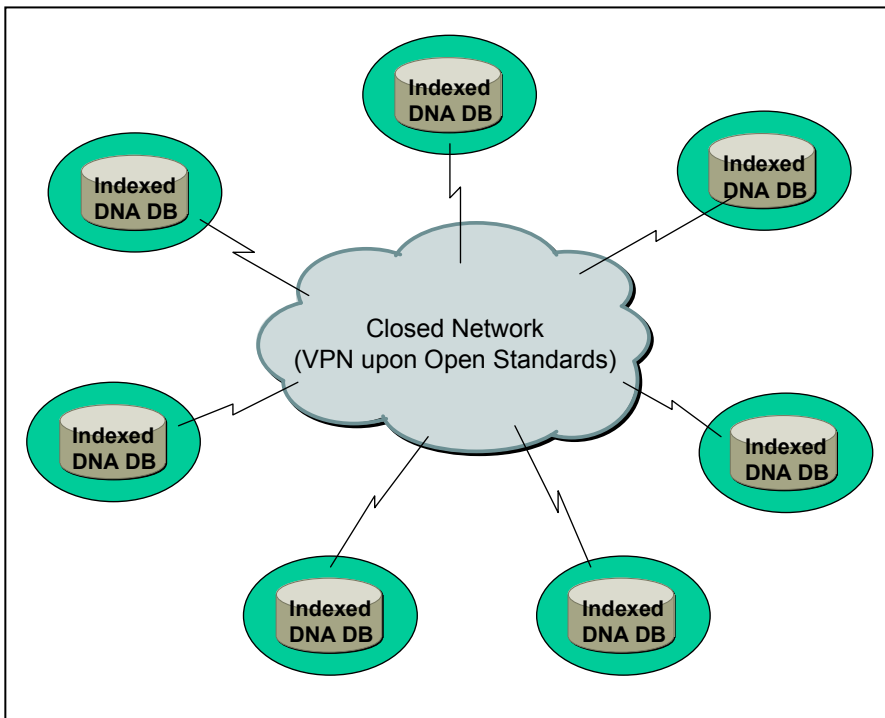 Indexed
DNA DB
Indexed
DNA DB
Indexed
DNA DB
Closed Network
(VPN upon Open Standards)
Indexed
DNA DB
Indexed
DNA DB
Indexed
DNA DB
Indexed
DNA DB